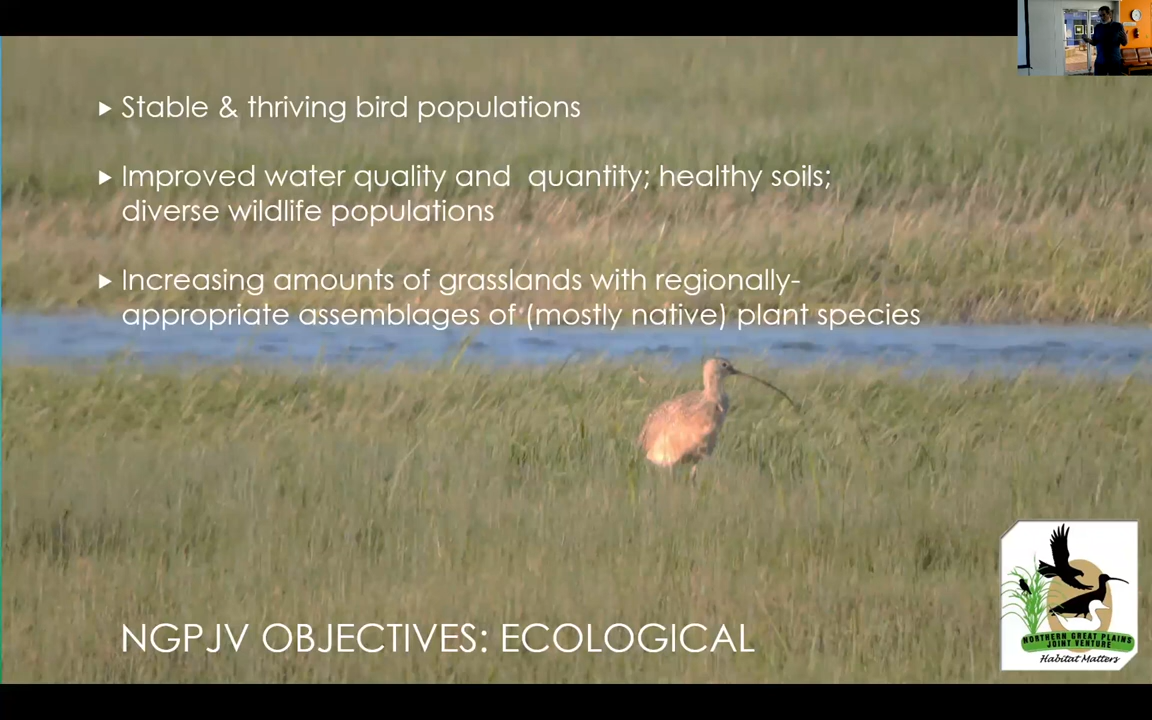 Stable & thriving bird populations
Improved water quality and quantity; healthy soils;
diverse wildlife populations
Increasing amounts of grasslands with regionally-
appropriate assemblages of (mostly native) plant species
NGPJV OBJECTIVES: ECOLOGICAL
NORTHERN GREAT PLAINS
JOINT VENTURE
Habitat Matters